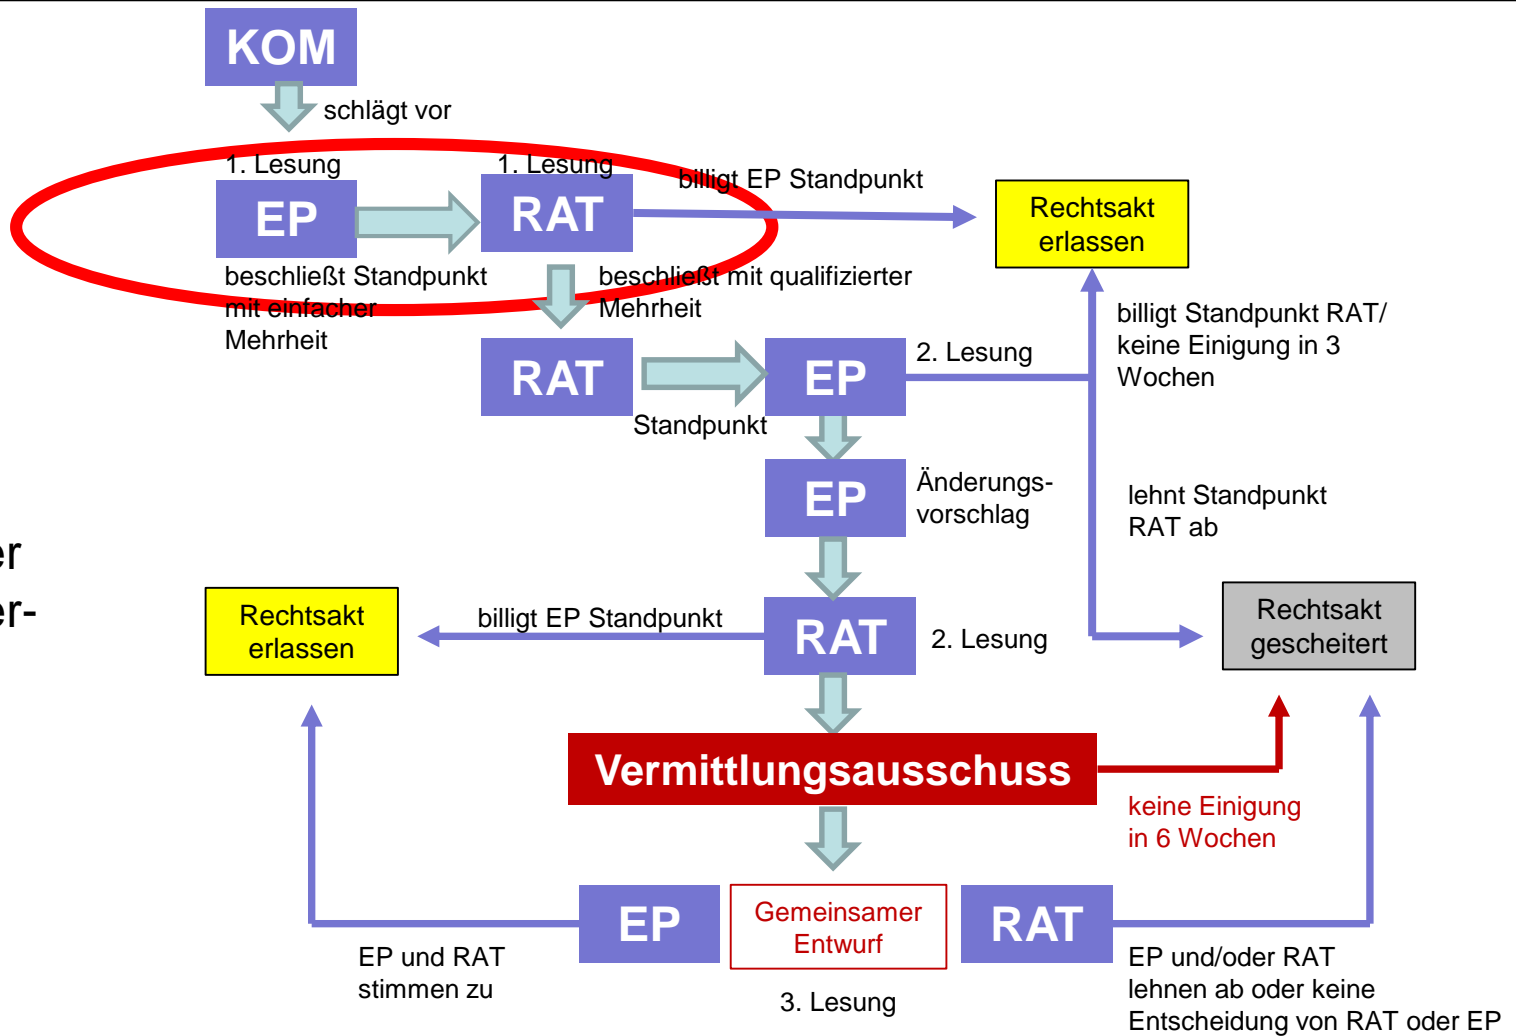 KOM
schlägt vor
1. Lesung
1. Lesung
EP
RAT
billigt EP Standpunkt
Rechtsakt
erlassen
beschließt Standpunkt
mit einfacher
Mehrheit
beschließt mit qualifizierter
Mehrheit
billigt Standpunkt RAT/
keine Einigung in 3
Wochen
RAT
Standpunkt
EP
2. Lesung
EP
Änderungs-
vorschlag
lehnt Standpunkt
RAT ab
er
er-
Rechtsakt
erlassen
billigt EP Standpunkt
RAT
2. Lesung
Rechtsakt
gescheitert
Vermittlungsausschuss
keine Einigung
in 6 Wochen
EP
Gemeinsamer
Entwurf
RAT
EP und RAT
stimmen zu
3. Lesung
EP und/oder RAT
lehnen ab oder keine
Entscheidung von RAT oder EP